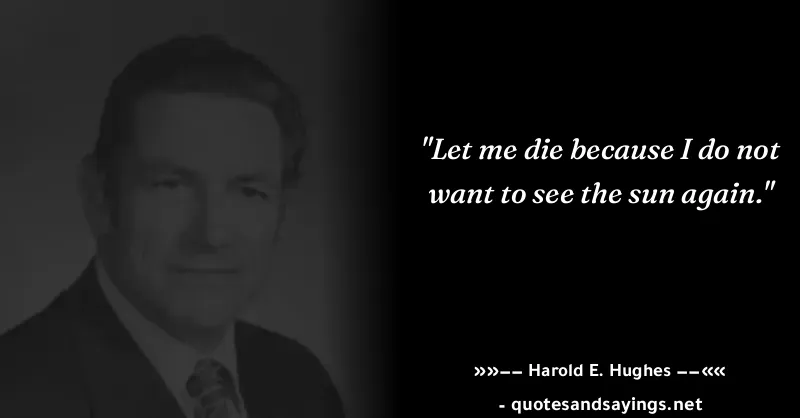 "Let me die because I do not
want to see the sun again."
»»–– Harold E. Hughes ––««
- quotesandsayings.net